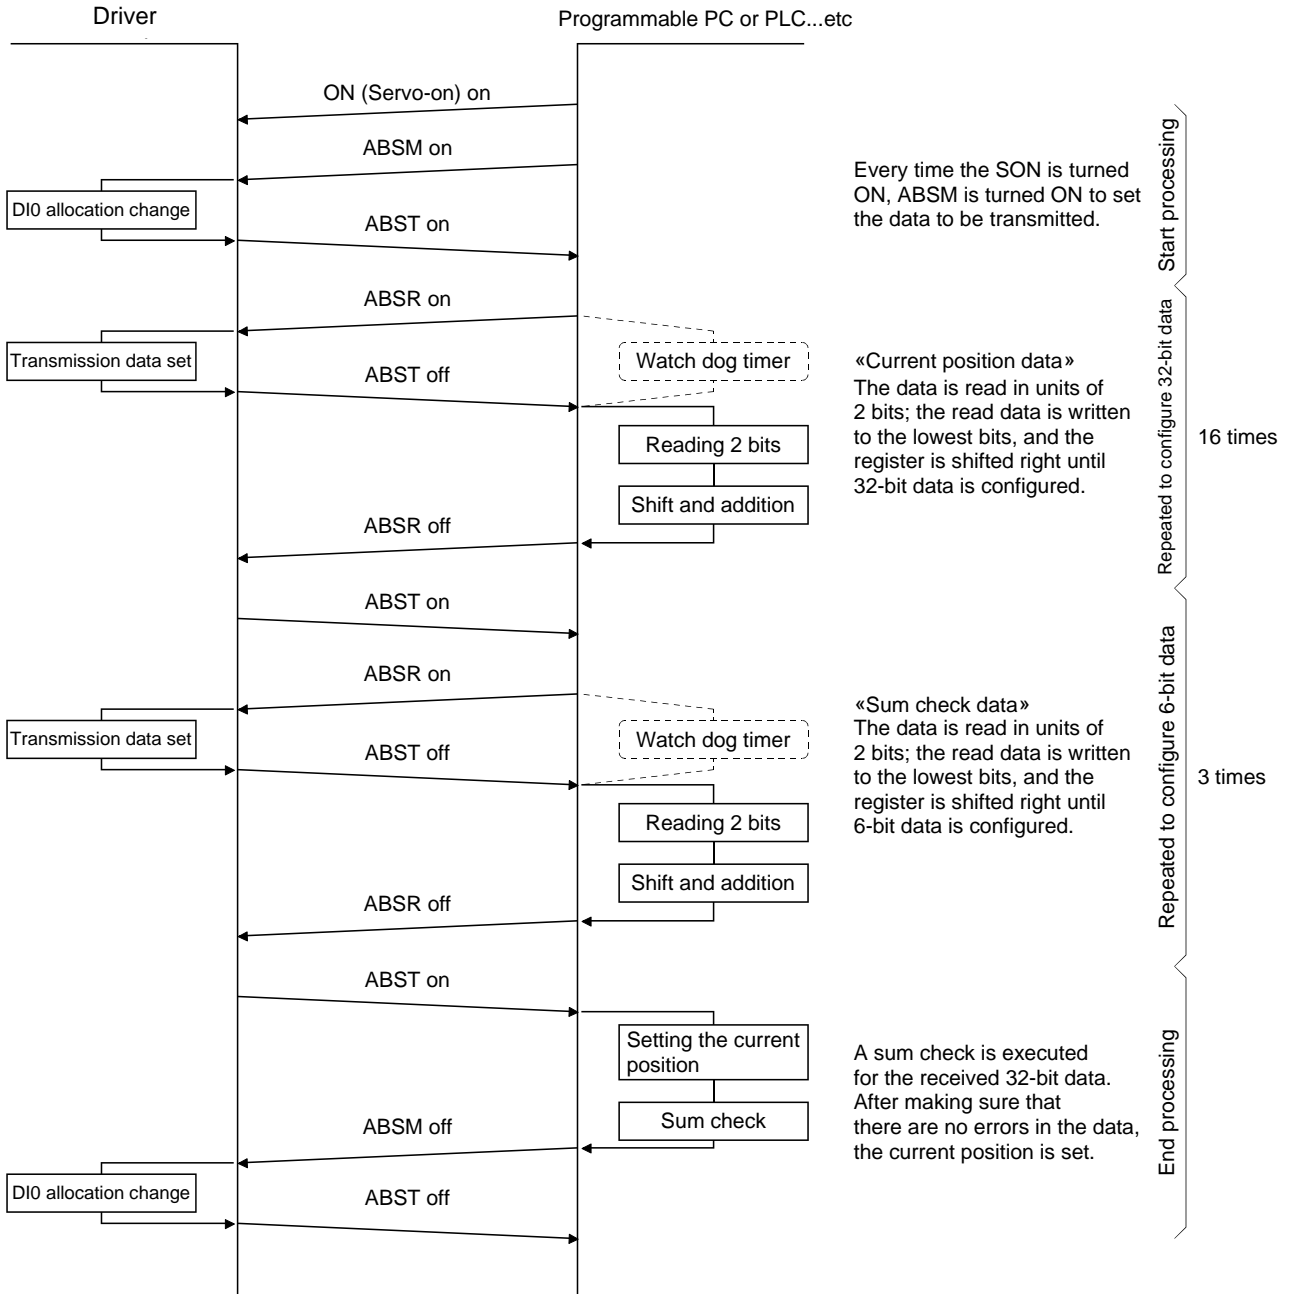 Driver
Programmable PC or PLC...etc
ON (Servo-on) on
ABSM on
DI0 allocation change
ABST on
Every time the SON is turned
ON, ABSM is turned ON to set
the data to be transmitted.
Start processing
ABSR on
Transmission data set
Watch dog timer
ABST off
Reading 2 bits
Shift and addition
ABSR off
«Current position data»
The data is read in units of
2 bits; the read data is written
to the lowest bits, and the
register is shifted right until
32-bit data is configured.
Repeated to configure 32-bit data
16 times
ABST on
ABSR on
Transmission data set
Watch dog timer
ABST off
Reading 2 bits
Shift and addition
ABSR off
«Sum check data»
The data is read in units of
2 bits; the read data is written
to the lowest bits, and the
register is shifted right until
6-bit data is configured.
Repeated to configure 6-bit data
3 times
ABST on
Setting the current
position
Sum check
ABSM off
DI0 allocation change
ABST off
A sum check is executed
for the received 32-bit data.
After making sure that
there are no errors in the data,
the current position is set.
End processing